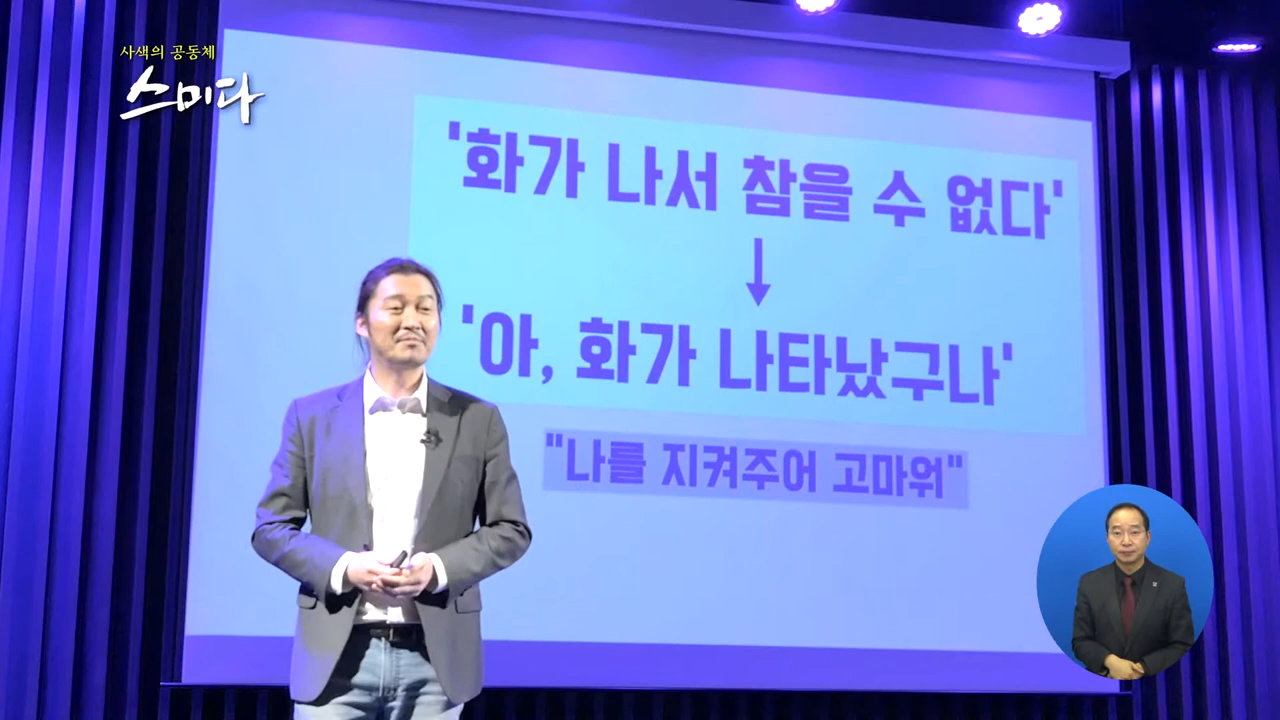 사색의 공동체
스미다
'화가 나서 참을 수 없다'
↓
'아, 화가 나타났구나'
"나를 지켜주어 고마워"